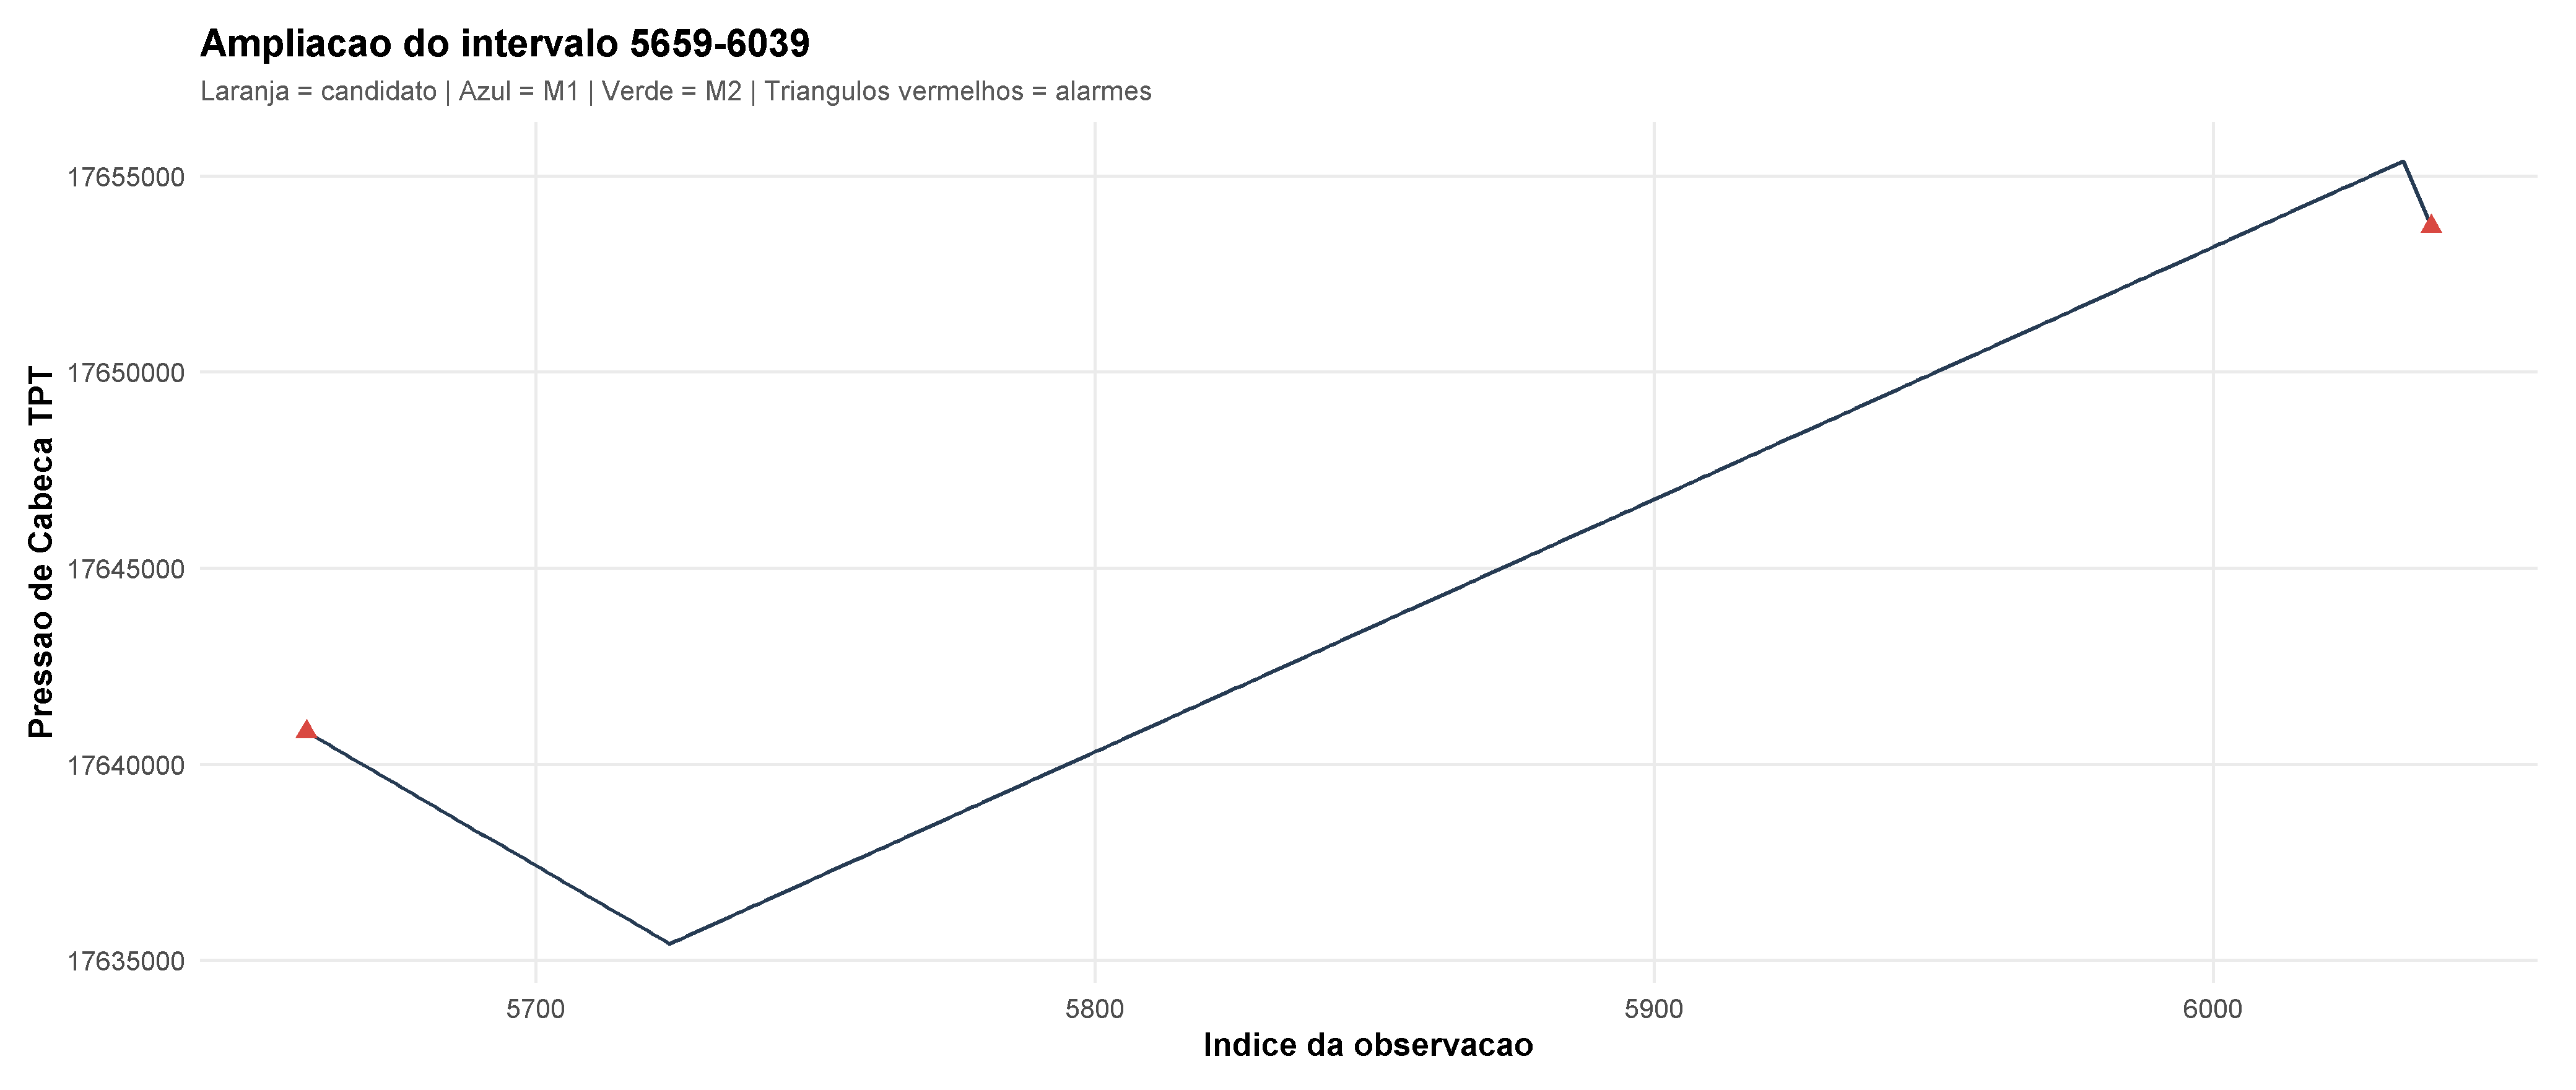 Ampliacao do intervalo 5659-6039
Laranja = candidato | Azul = M1 | Verde = M2 | Triangulos vermelhos = alarmes
Pressao de Cabeca TPT
17655000
17650000
17645000
17640000
17635000
5700
5800
5900
6000
Indice da observacao